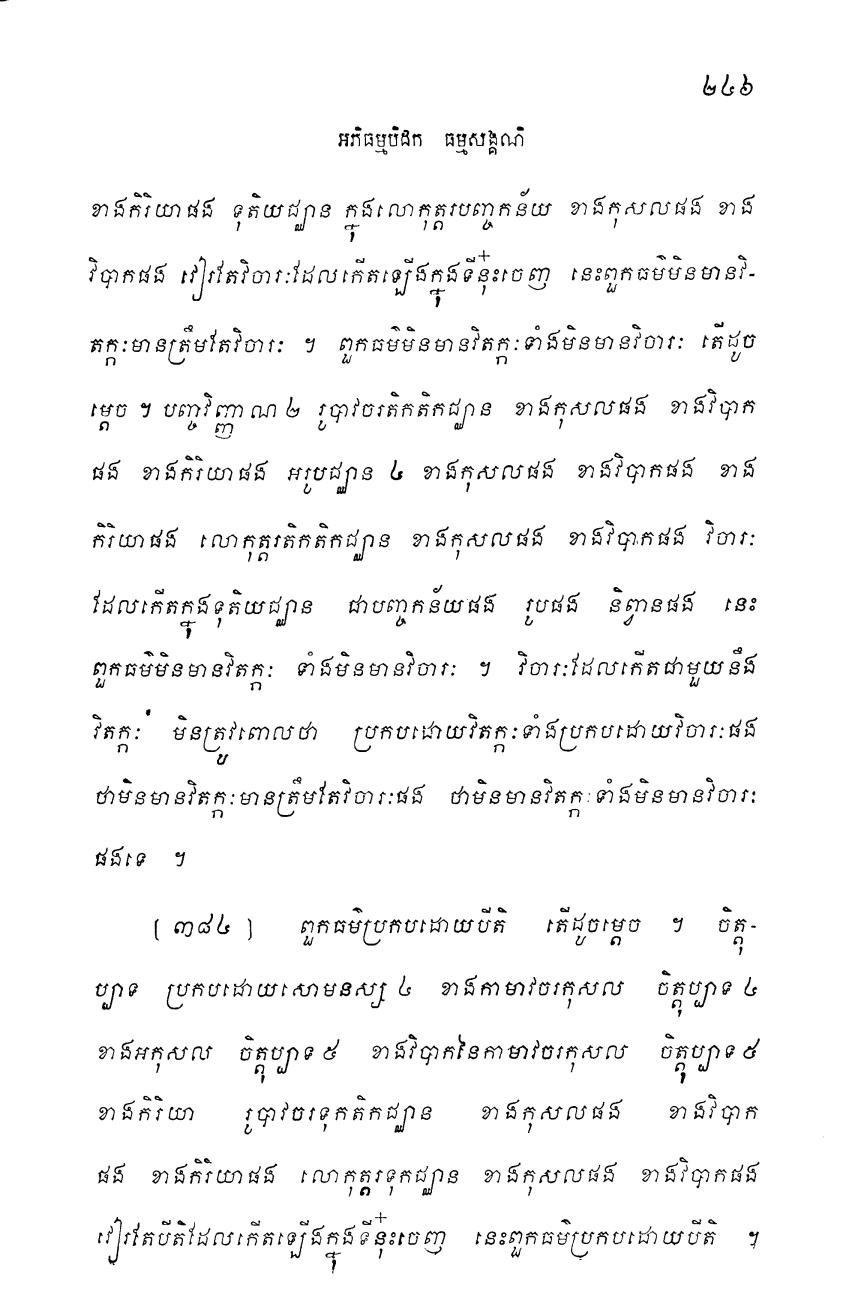 ២៤៦
អភិធម្មបិដក ធម្មសង្គណិ
ខាងកិរិយាផង ទុតិយជ្ឈាន ក្នុងលោកុត្តរបញ្ចកន័យ ខាងកុសលផង ខាង
វិបាកផង វៀរតែវិចារៈដែលកើតឡើងក្នុងទីនុ៎ះចេញ នេះពួកធម៌មិនមានវិ-
តក្កៈមានត្រឹមតែវិចារៈ ។ ពួកធម៌មិនមានវិតក្កៈទាំងមិនមានវិចារៈ តើដូច
ម្តេច ។ បញ្ចវិញ្ញាណ ២ រូបាវចរតិកតិកជ្ឈាន ខាងកុសលផង ខាងវិបាក
ផង ខាងកិរិយាផង អរូបជ្ឈាន ៤ ខាងកុសលផង ខាងវិបាកផង ខាង
កិរិយាផង លោកុត្តរតិកតិកជ្ឈាន ខាងកុសលផង ខាងវិបាកផង វិចារៈ
ដែលកើតក្នុងទុតិយជ្ឈាន ជាបញ្ចកន័យផង រូបផង និព្វានផង នេះ
ពួកធម៌មិនមានវិតក្កៈ ទាំងមិនមានវិចារៈ ។ វិចារៈដែលកើតជាមួយនឹង
វិតក្កៈ មិនត្រូវពោលថា ប្រកបដោយវិតក្កៈទាំងប្រកបដោយវិចារៈផង
ថាមិនមានវិតក្កៈមានត្រឹមតែវិចារៈផង ថាមិនមានវិតក្កៈទាំងមិនមានវិចារៈ
ផងទេ ។
[ ៣៨៤ ] ពួកធម៌ប្រកបដោយបីតិ តើដូចម្តេច ។ ចិត្តុ-
ប្បាទ ប្រកបដោយសោមនស្ស ៤ ខាងកាមាវចរកុសល ចិត្តុប្បាទ ៤
ខាងអកុសល ចិត្តុប្បាទ ៥ ខាងវិបាកនៃកាមាវចរកុសល ចិត្តុប្បាទ ៥
ខាងកិរិយា រូបាវចរទុកតិកជ្ឈាន ខាងកុសលផង ខាងវិបាក
ផង ខាងកិរិយាផង លោកុត្តរទុកជ្ឈាន ខាងកុសលផង ខាងវិបាកផង
វៀរតែបីតិដែលកើតឡើងក្នុងទីនុ៎ះចេញ នេះពួកធម៌ប្រកបដោយបីតិ ។